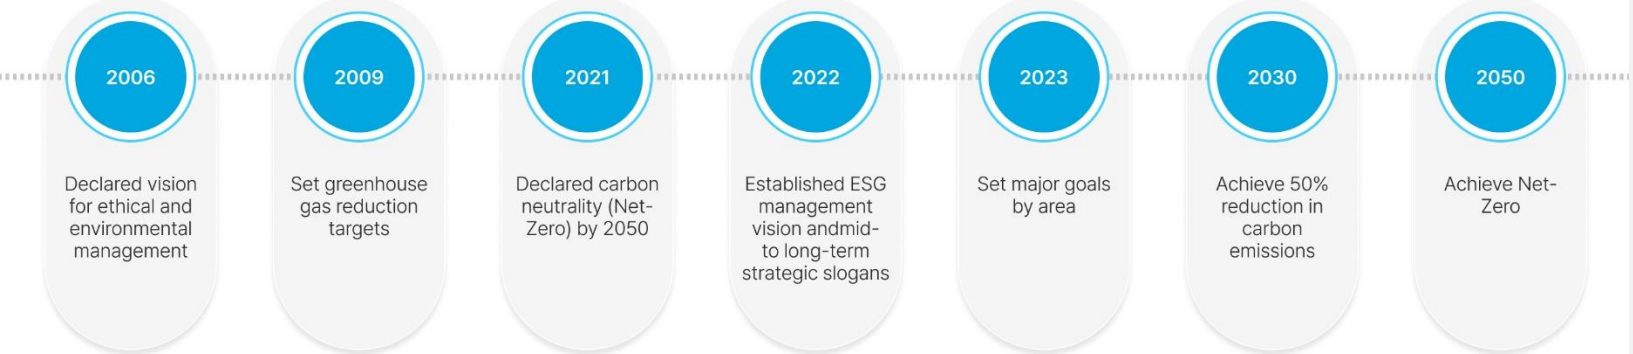 2006
Declared vision
for ethical and
environmental
management
2009
Set greenhouse
gas reduction
targets
2021
Declared carbon
neutrality (Net-
Zero) by 2050
2022
Established ESG
management
vision andmid-
to long-term
strategic slogans
2023
Set major goals
by area
2030
Achieve 50%
reduction in
carbon
emissions
2050
Achieve Net-
Zero